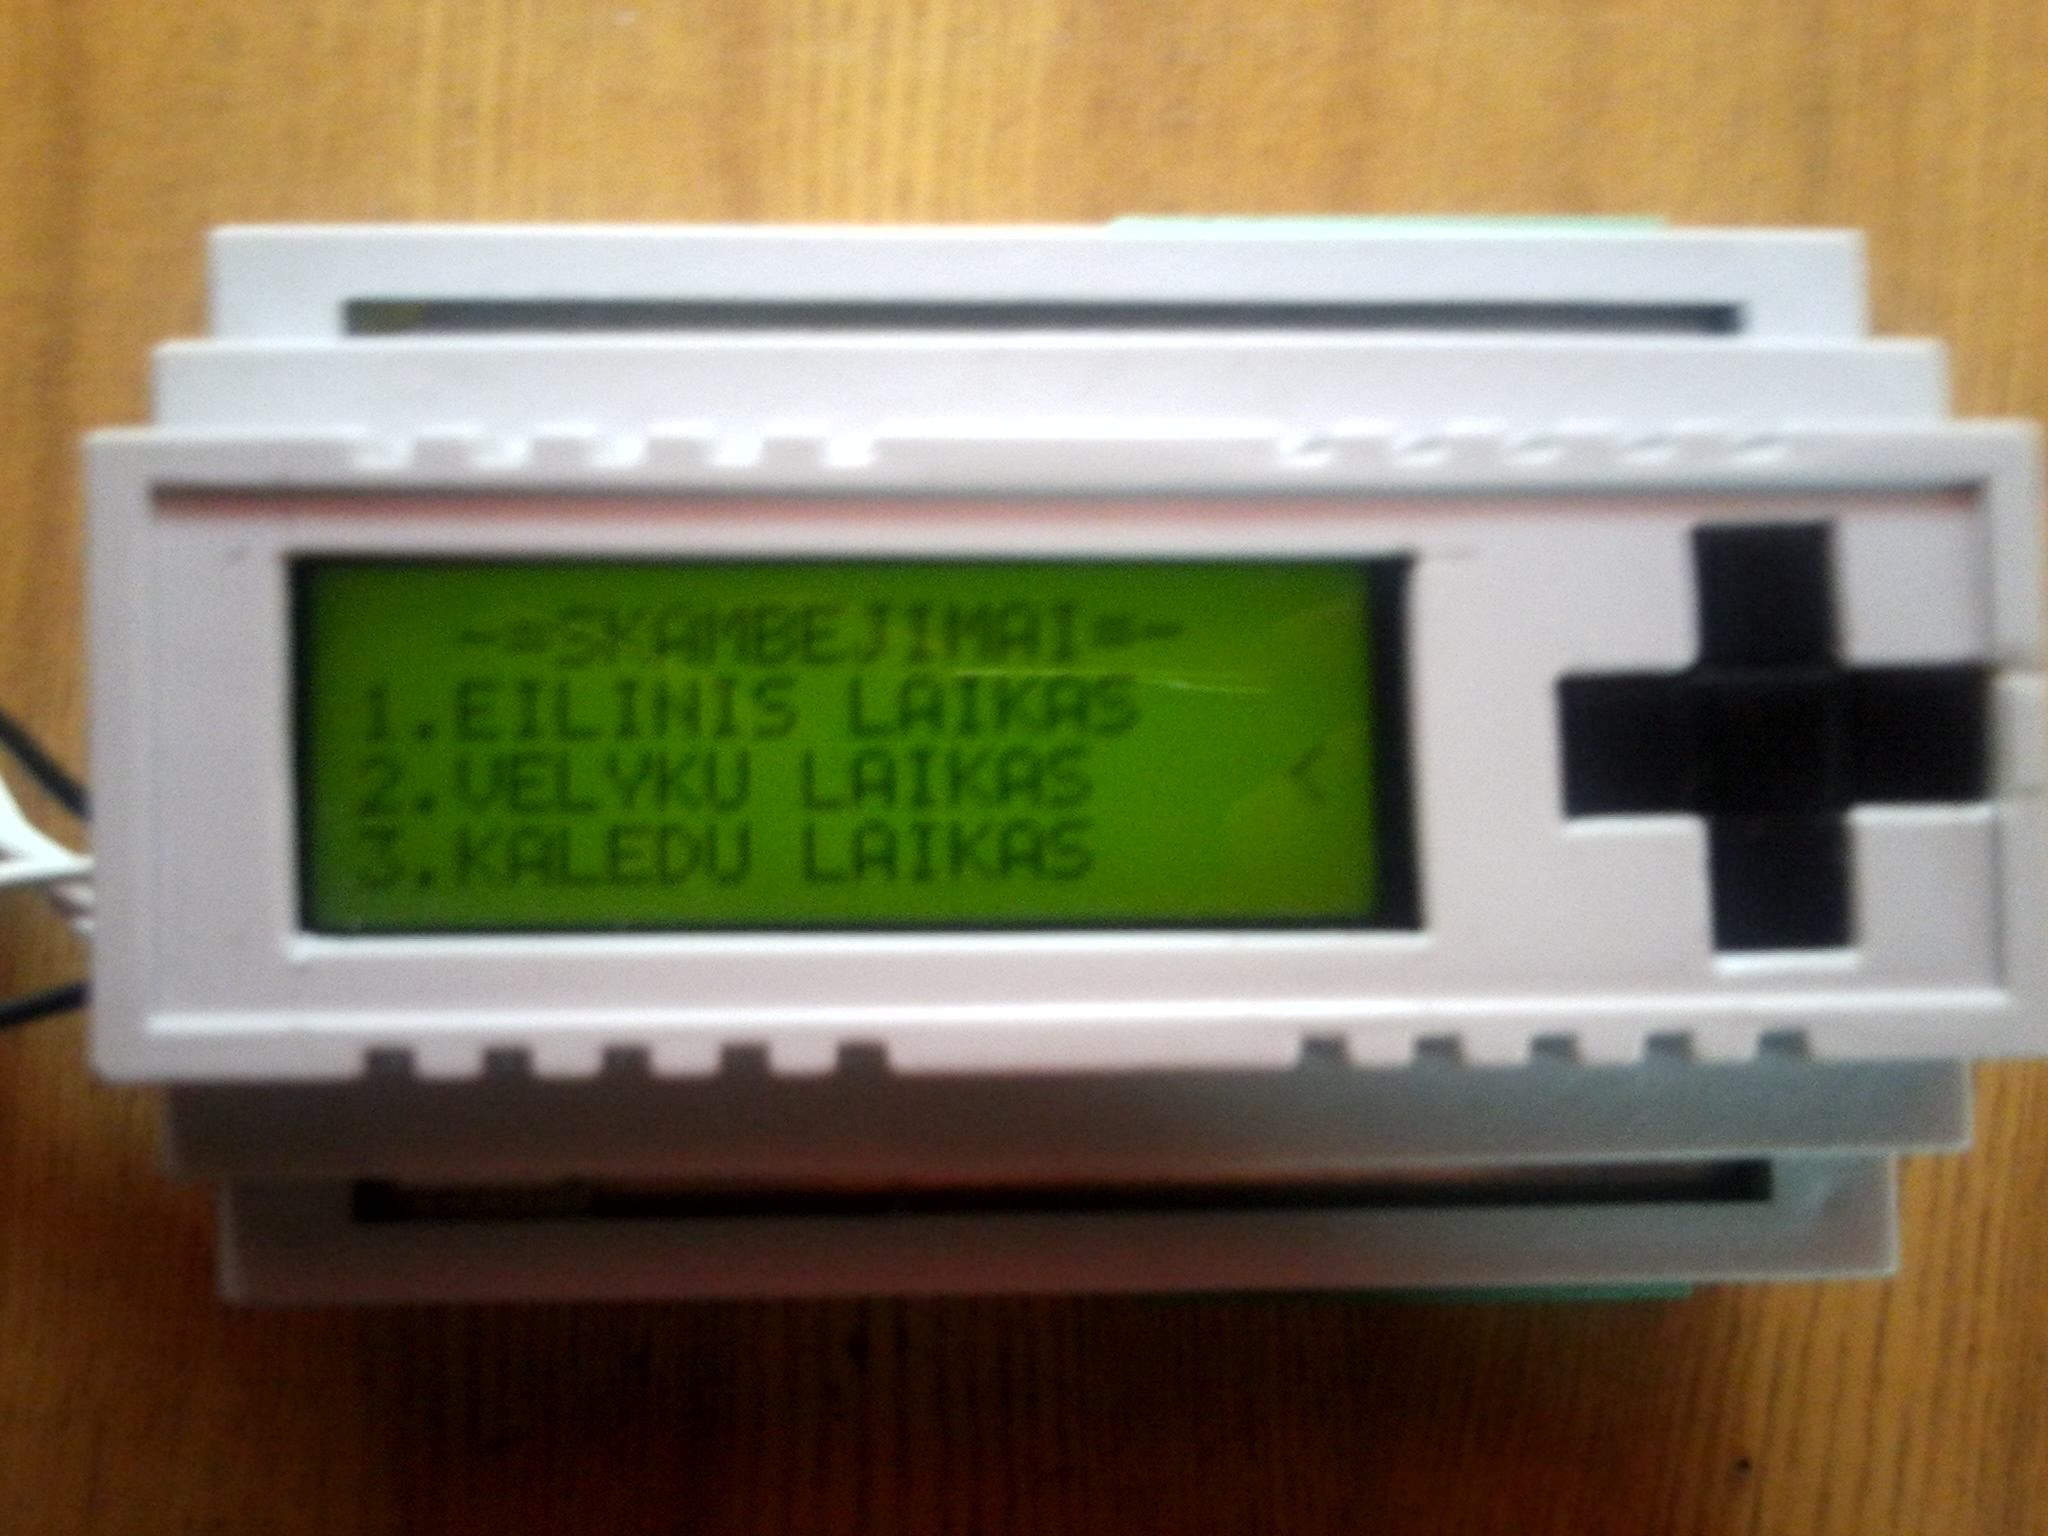 -=SKAMBEJIMAI=-
1.EILINIS LAIKAS
2.VELYKU LAIKAS <
3.KALEDU LAIKAS